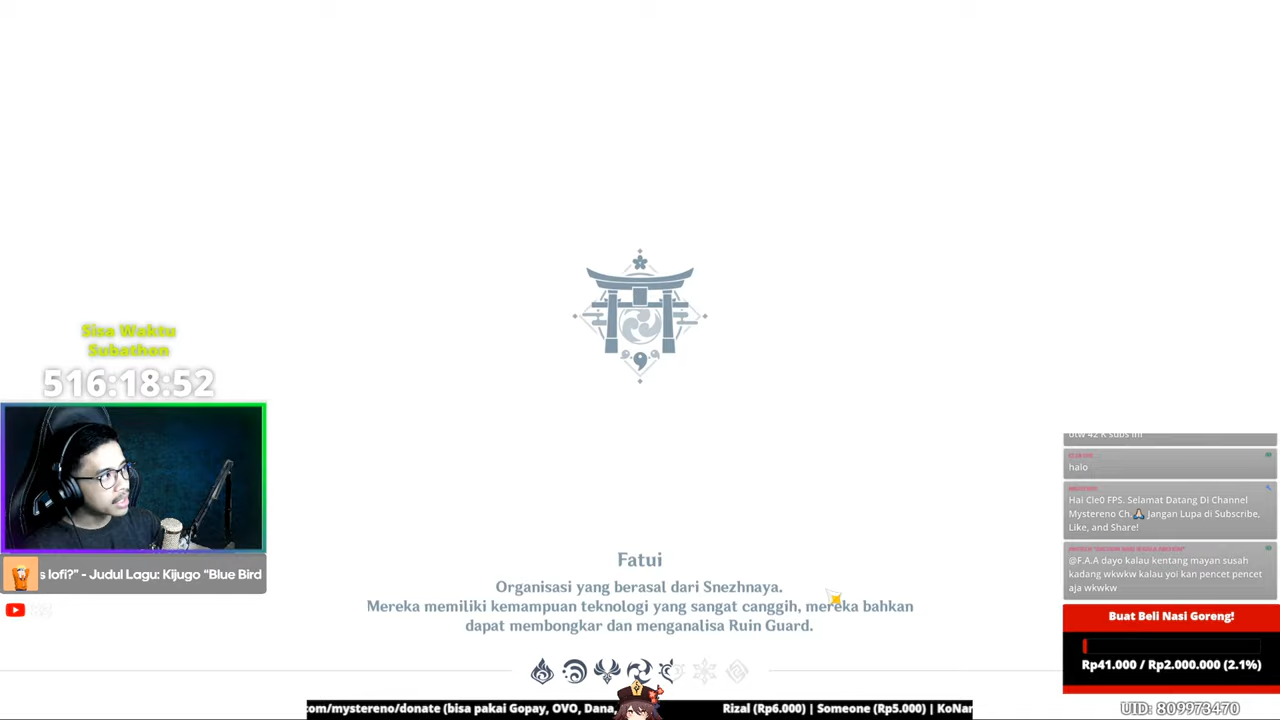 Sisa Waktu
Subathon
516:18:52
s lofi?" - Judul Lagu: Kijugo "Blue Bird
Fatui
Organisasi yang berasal dari Snezhnaya.
Mereka memiliki kemampuan teknologi yang sangat canggih, mereka bahkan
dapat membongkar dan menganalisa Ruin Guard.
otw 42 K subs ini
halo
Hai Cle0 FPS. Selamat Datang DI Channel
Mystereno Ch.🙏 Jangan Lupa di Subscribe,
Like, and Share!
@F.A.A dayo kalau kentang mayan susah
kadang wkwkw kalau yoi kan pencet pencet
aja wkwkw
Buat Beli Nasi Goreng!
Rp41.000 / Rp2.000.000 (2.1%)
.com/mystereno/donate (bisa pakai Gopay, OVO, Dana,
Rizal (Rp6.000) | Someone (Rp5.000) | KoNar
UID: 809973470